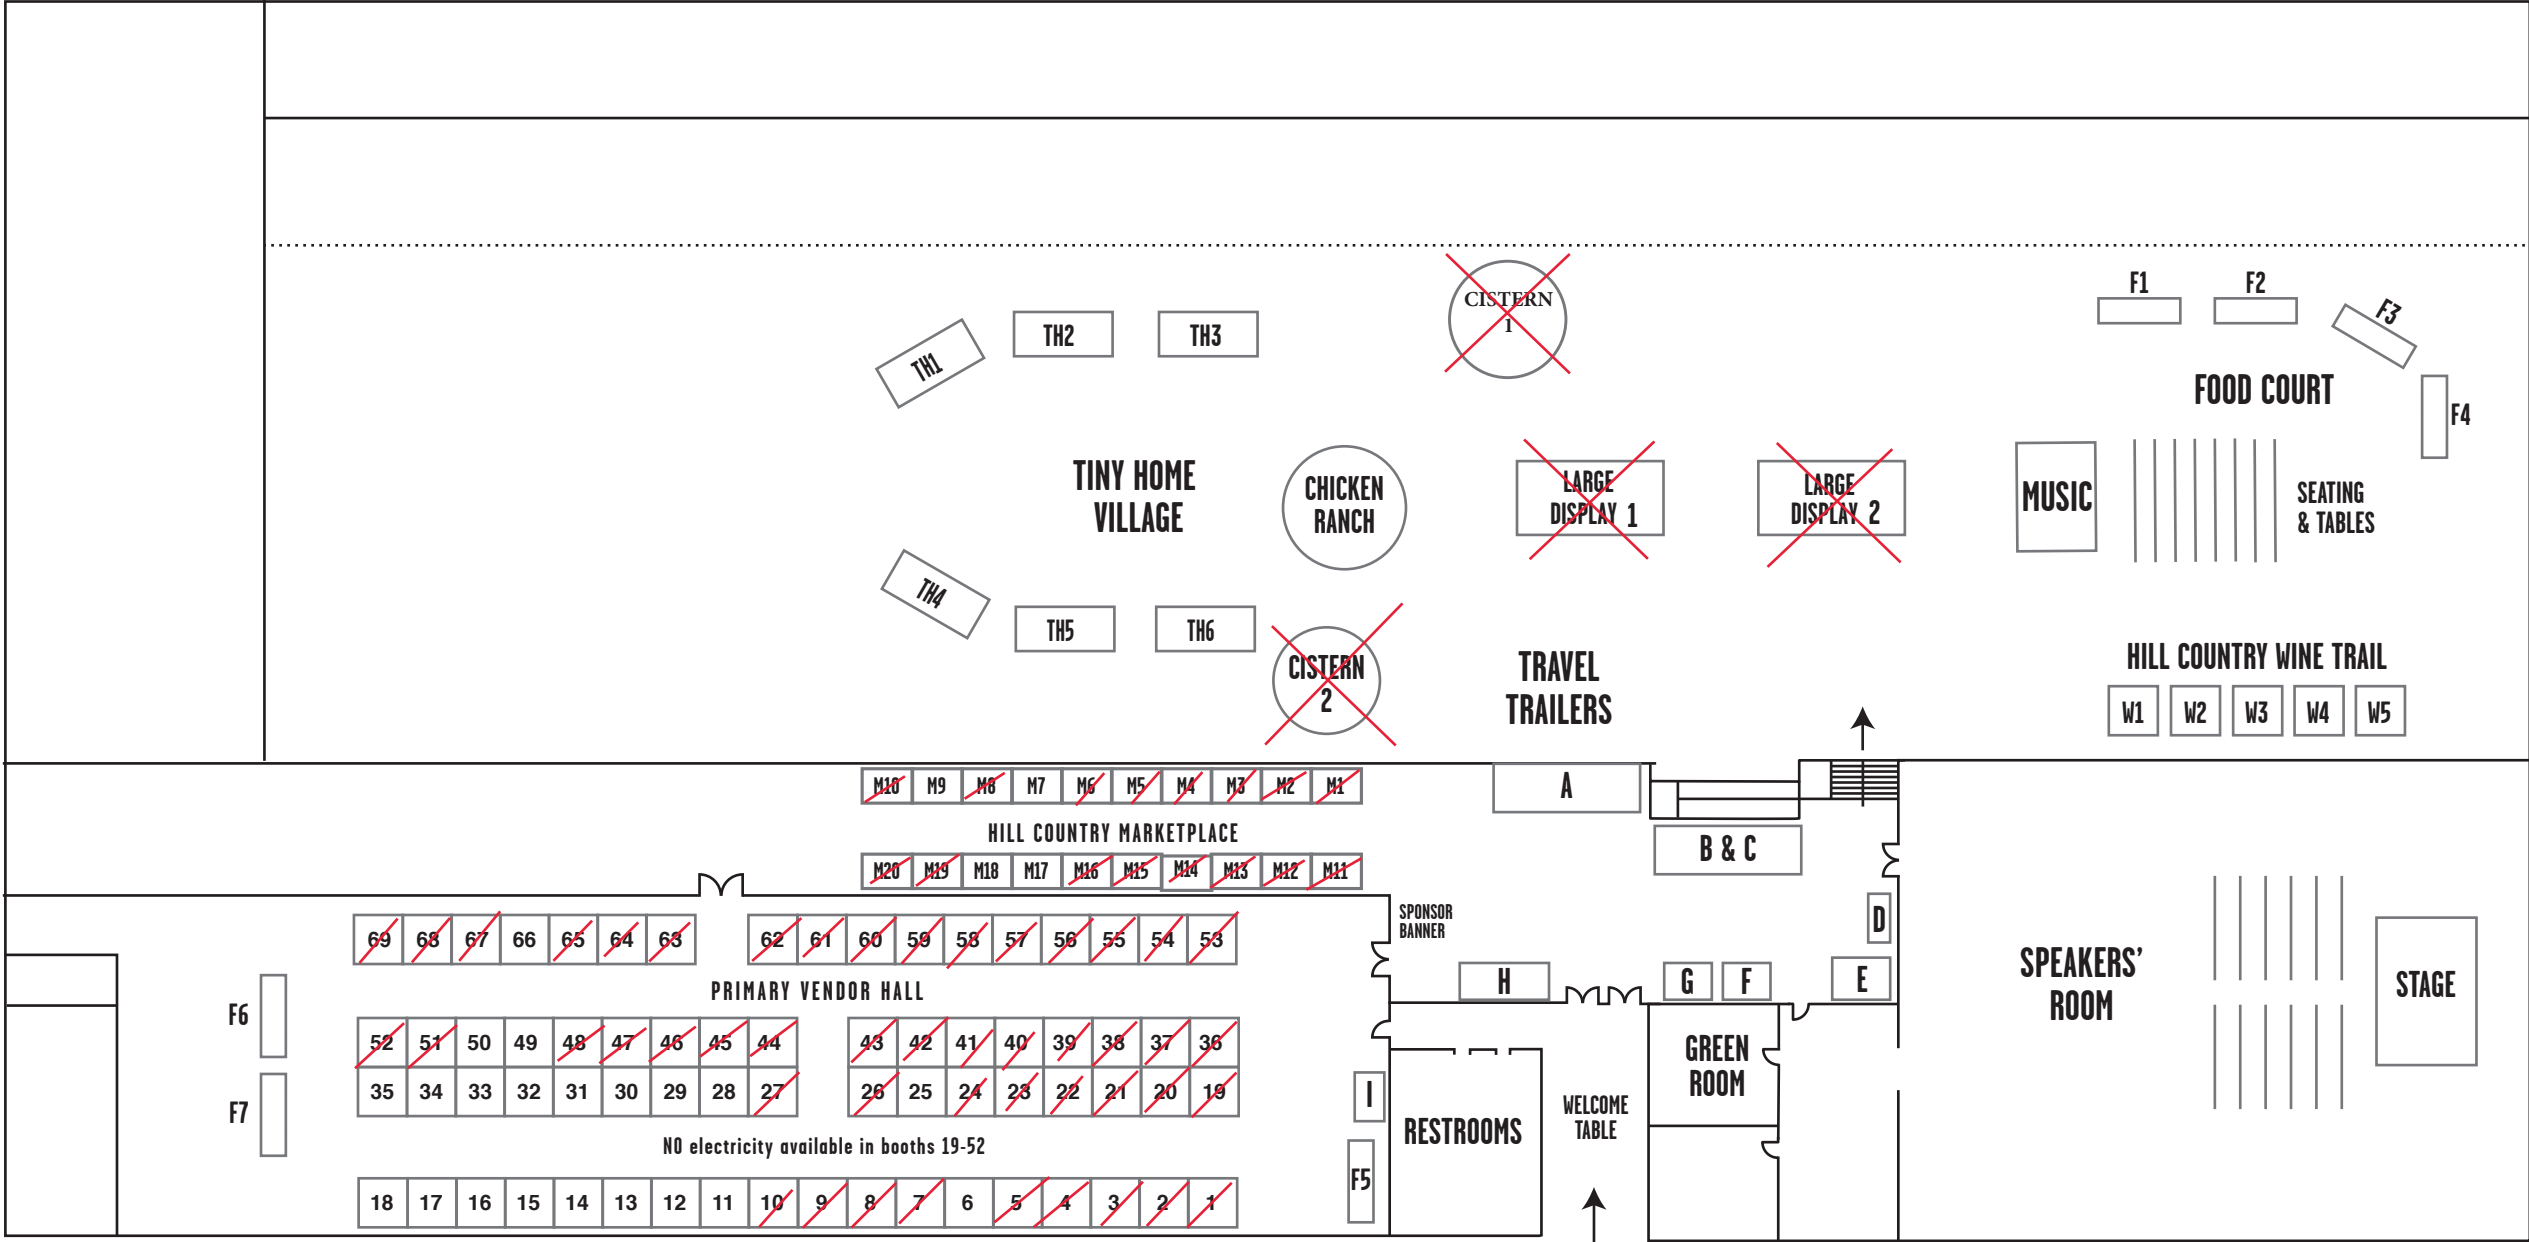 CISTERN
1
F1
F2
F3
F4
TH1
TH2
TH3
FOOD COURT
TINY HOME
VILLAGE
CHICKEN
RANCH
LARGE
DISPLAY 1
LARGE
DISPLAY 2
MUSIC
SEATING
& TABLES
TH4
TH5
TH6
CISTERN
2
TRAVEL
TRAILERS
HILL COUNTRY WINE TRAIL
W1 W2 W3 W4 W5
M10 M9 M8 M7 M6 M5 M4 M3 M2 M1
A
HILL COUNTRY MARKETPLACE
B & C
M20 M19 M18 M17 M16 M15 M14 M13 M12 M11
SPONSOR
BANNER
D
69 68 67 66 65 64 63 62 61 60 59 58 57 56 55 54 53
PRIMARY VENDOR HALL
H
G
F
E
SPEAKERS'
ROOM
STAGE
F6
52 51 50 49 48 47 46 45 44 43 42 41 40 39 38 37 36
GREEN
ROOM
35 34 33 32 31 30 29 28 27 26 25 24 23 22 21 20 19
F7
I
RESTROOMS
WELCOME
TABLE
NO electricity available in booths 19-52
F5
18 17 16 15 14 13 12 11 10 9 8 7 6 5 4 3 2 1